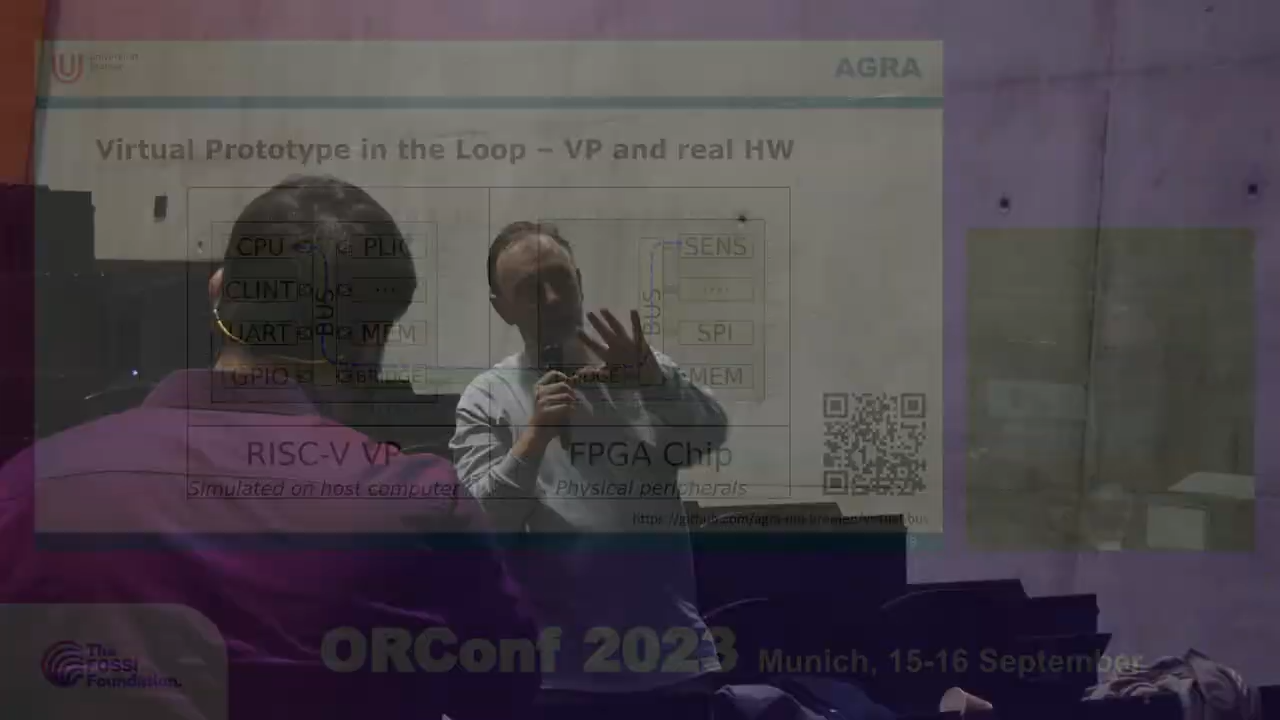 AGRA
Virtual Prototype in the Loop – VP and real HW
CPU PLIC SENS
CLINT ... ...
BUS BUS
UART MEM SPI
GPIO BRIDGE MEM
RISC-V VP FPGA Chip
Simulated on host computer Physical peripherals
The
FOSSi
Foundation.
ORConf 2023 Munich, 15-16 September